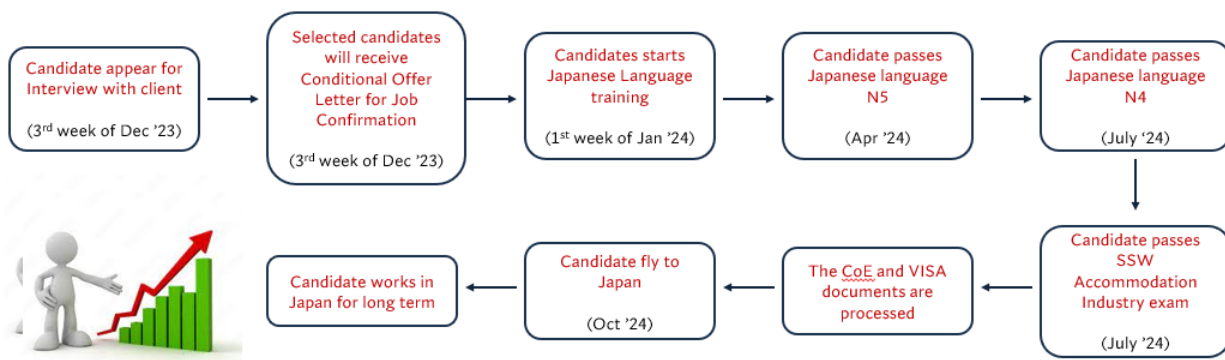 Candidate appear for
Interview with client
(3rd week of Dec ’23)
Selected candidates
will receive
Conditional Offer
Letter for Job
Confirmation
(3rd week of Dec ’23)
Candidates starts
Japanese Language
training
(1st week of Jan ’24)
Candidate passes
Japanese language
N5
(Apr ’24)
Candidate passes
Japanese language
N4
(July ‘24)
Candidate passes
SSW
Accommodation
Industry exam
(July ’24)
The CoE and VISA
documents are
processed
Candidate fly to
Japan
(Oct ’24)
Candidate works in
Japan for long term